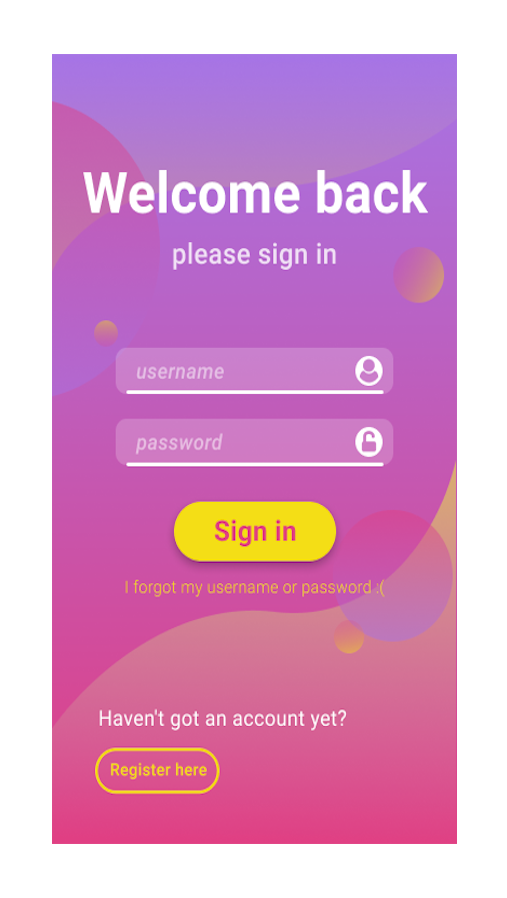 Welcome back
please sign in
username
password
Sign in
I forgot my username or password :(
Haven't got an account yet?
Register here